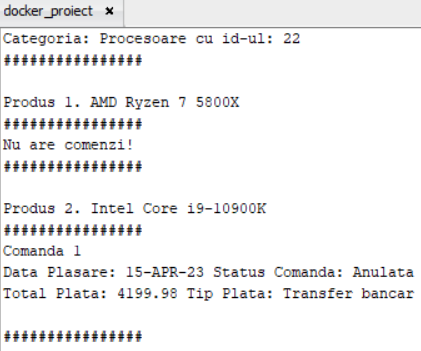 docker_proiect ×
Categoria: Procesoare cu id-ul: 22
################
Produs 1. AMD Ryzen 7 5800X
################
Nu are comenzi!
################
Produs 2. Intel Core i9-10900K
################
Comanda 1
Data Plasare: 15-APR-23 Status Comanda: Anulata
Total Plata: 4199.98 Tip Plata: Transfer bancar
################